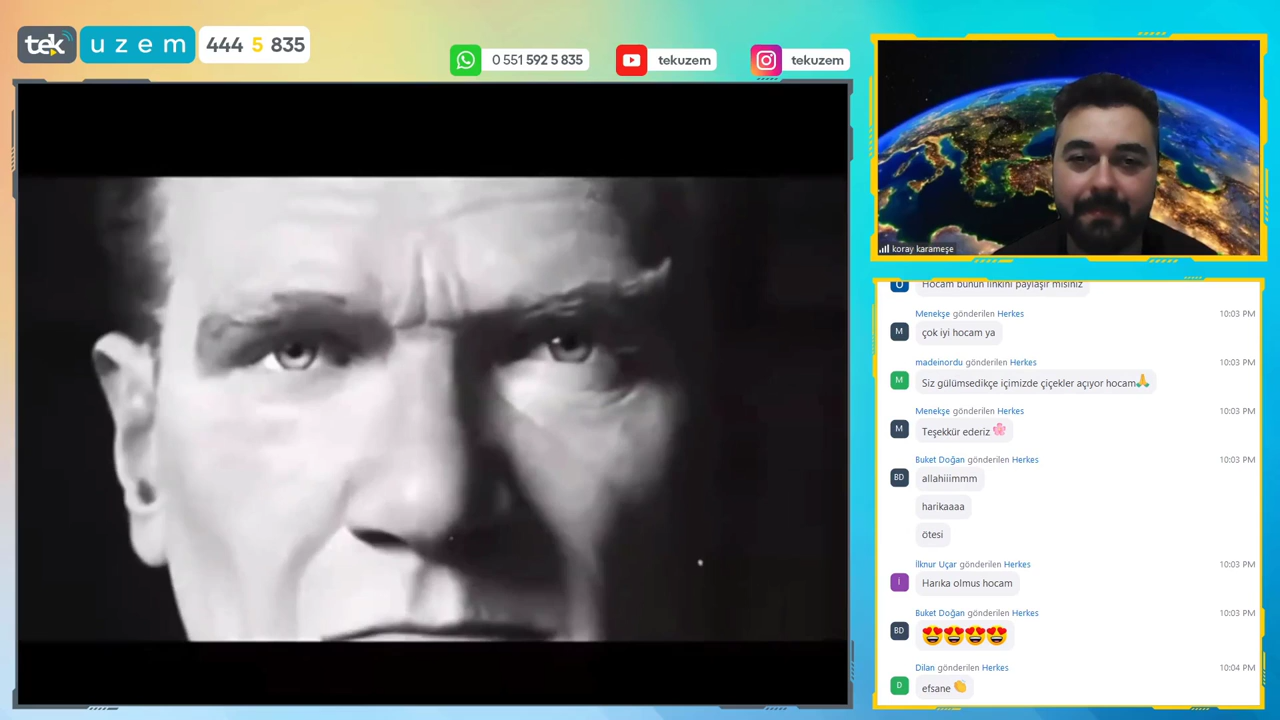 tek uzem 444 5 835
0 551 592 5 835
tekuzem
tekuzem
koray karameşe
Hocam bunun linkini paylaşır mısınız
Menekşe gönderilen Herkes 10:03 PM
M çok iyi hocam ya
madeinordu gönderilen Herkes 10:03 PM
M Siz gülümsedikçe içimizde çiçekler açıyor hocam🙏
Menekşe gönderilen Herkes 10:03 PM
M Teşekkür ederiz 🌸
Buket Doğan gönderilen Herkes 10:03 PM
BD allahiiimmm
harikaaaa
ötesi
İlknur Uçar gönderilen Herkes 10:03 PM
İ Harıka olmus hocam
Buket Doğan gönderilen Herkes 10:03 PM
BD 😍😍😍😍
Dilan gönderilen Herkes 10:04 PM
D efsane 👏